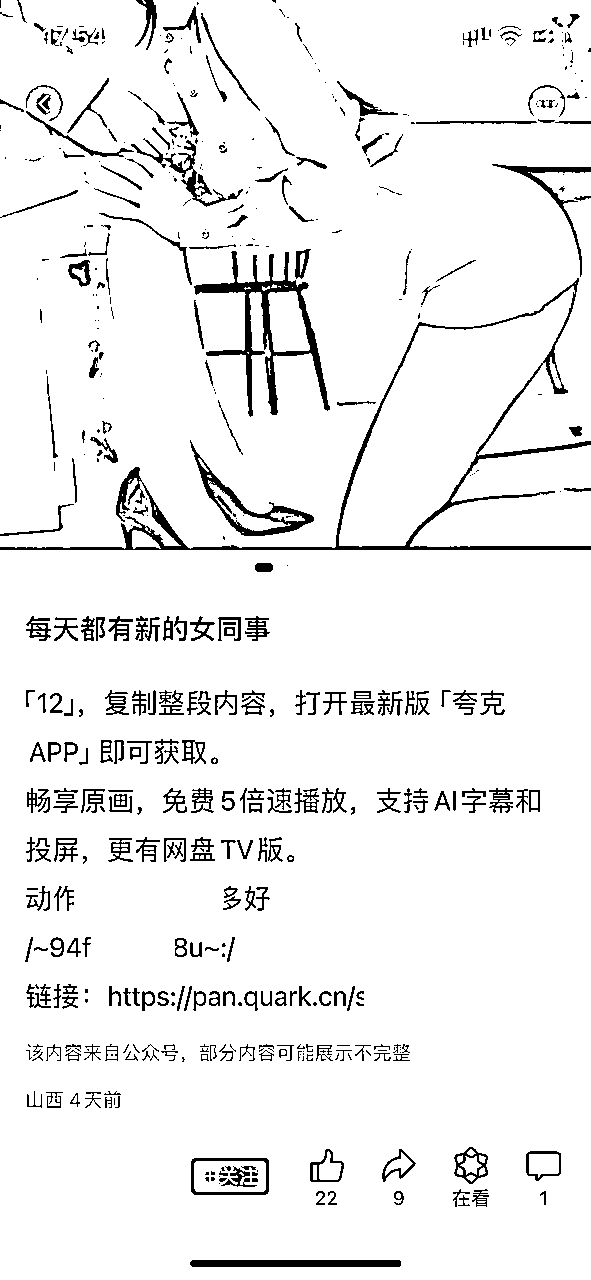 每天都有新的女同事
「12」，复制整段内容，打开最新版「夸克
APP」即可获取。
畅享原画，免费5倍速播放，支持AI字幕和
投屏，更有网盘TV版。
动作 多好
/~94f 8u~:/
链接：https://pan.quark.cn/s
该内容来自公众号，部分内容可能展示不完整
山西 4天前
+关注
22 9 在看 1